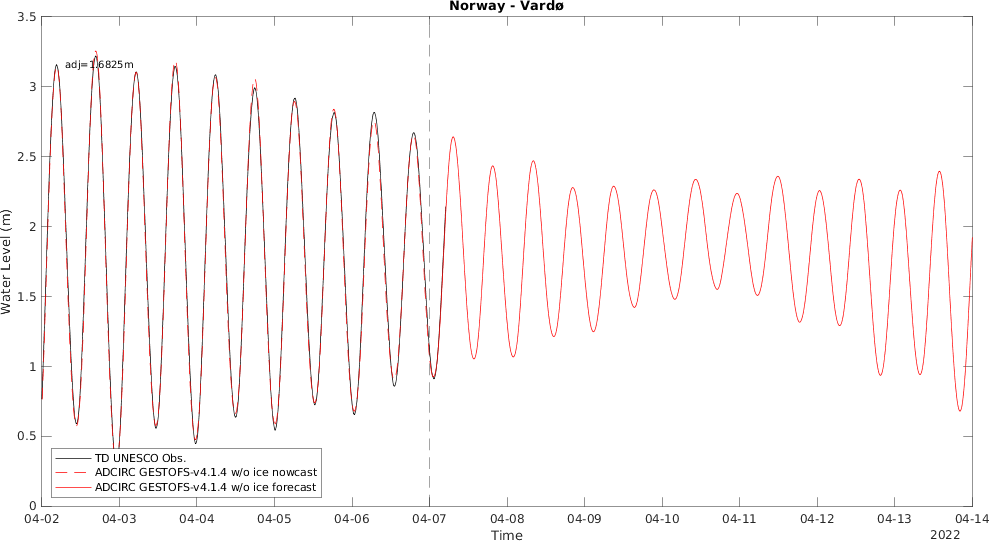 Norway - Vardø
3.5
adj=1.6825m
3
2.5
2
Water Level (m)
1.5
1
0.5
TD UNESCO Obs.
ADCIRC GESTOFS-v4.1.4 w/o ice nowcast
ADCIRC GESTOFS-v4.1.4 w/o ice forecast
0
04-02 04-03 04-04 04-05 04-06 04-07 04-08 04-09 04-10 04-11 04-12 04-13 04-14
Time
2022